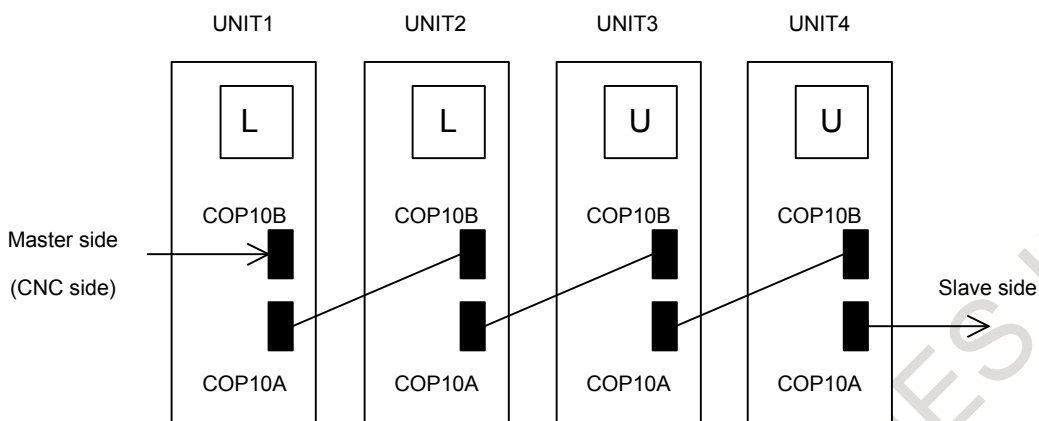 UNIT1 UNIT2 UNIT3 UNIT4
L L U U
COP10B COP10B COP10B COP10B
Master side
(CNC side)
Slave side
COP10A COP10A COP10A COP10A